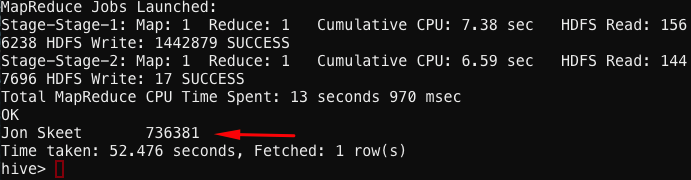 MapReduce Jobs Launched:
Stage-Stage-1: Map: 1  Reduce: 1   Cumulative CPU: 7.38 sec   HDFS Read: 156
6238 HDFS Write: 1442879 SUCCESS
Stage-Stage-2: Map: 1  Reduce: 1   Cumulative CPU: 6.59 sec   HDFS Read: 144
7696 HDFS Write: 17 SUCCESS
Total MapReduce CPU Time Spent: 13 seconds 970 msec
OK
Jon Skeet       736381
Time taken: 52.476 seconds, Fetched: 1 row(s)
hive>